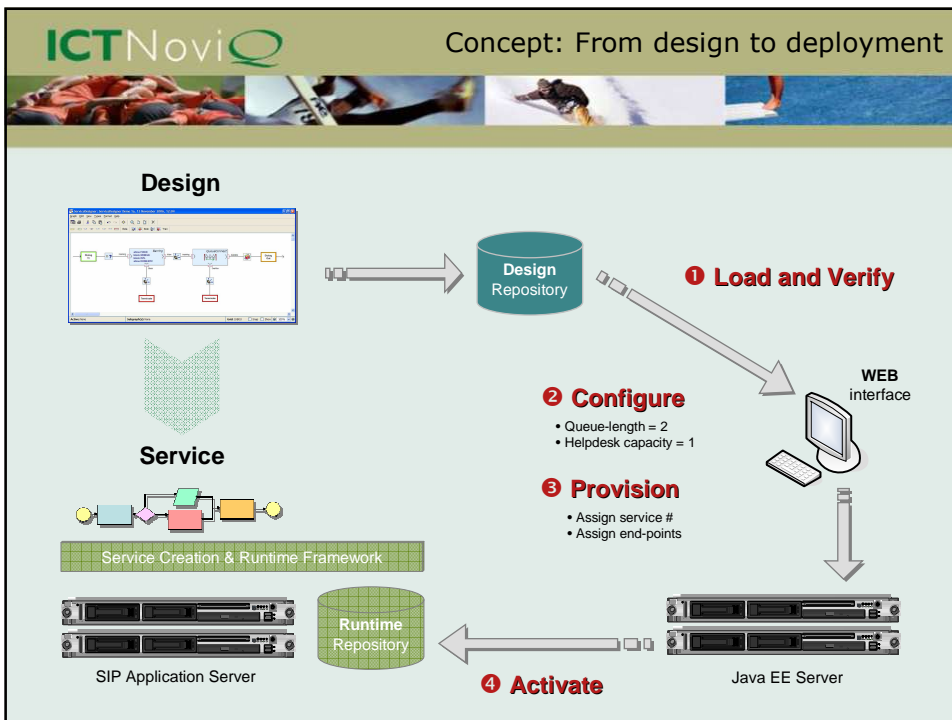 ICTNoviQ
Concept: From design to deployment
Design
Design
Repository
❶ Load and Verify
WEB
interface
❷ Configure
• Queue-length = 2
• Helpdesk capacity = 1
❸ Provision
• Assign service #
• Assign end-points
Service
Service Creation & Runtime Framework
Runtime
Repository
SIP Application Server
❹ Activate
Java EE Server